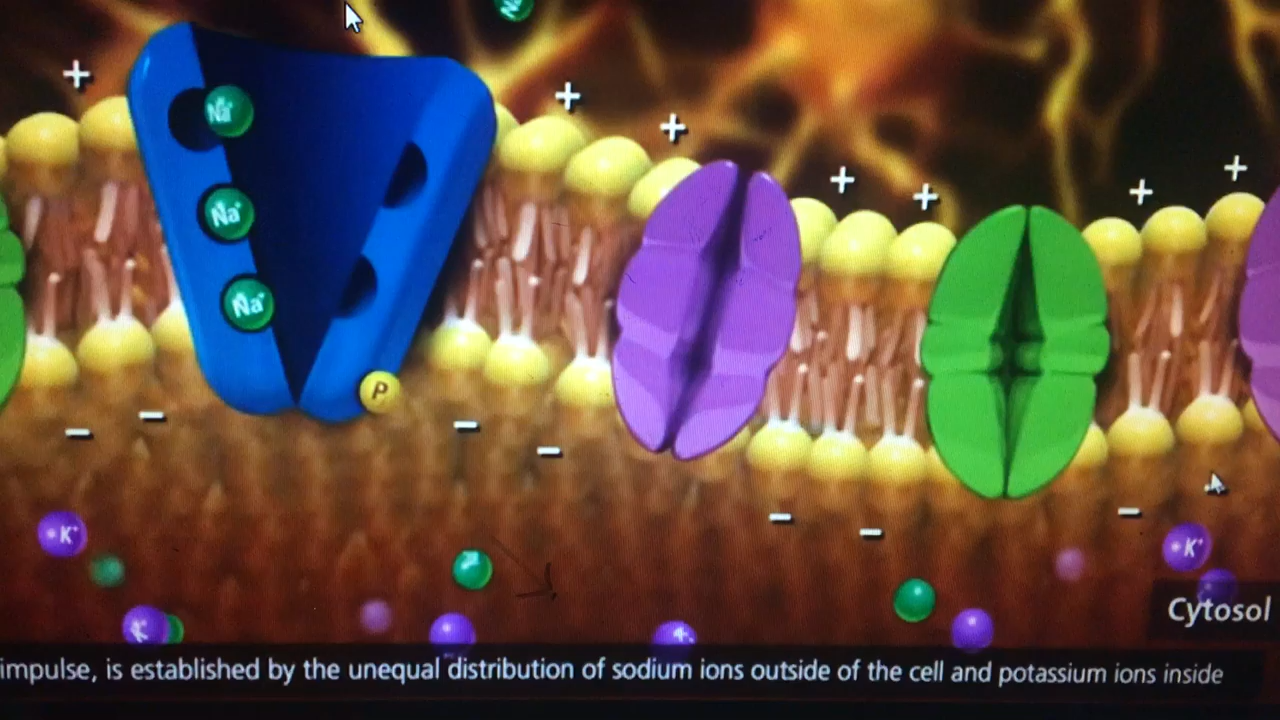 Na+
Na+
Na+
P
K+
K+
K+
Cytosol
impulse, is established by the unequal distribution of sodium ions outside of the cell and potassium ions inside